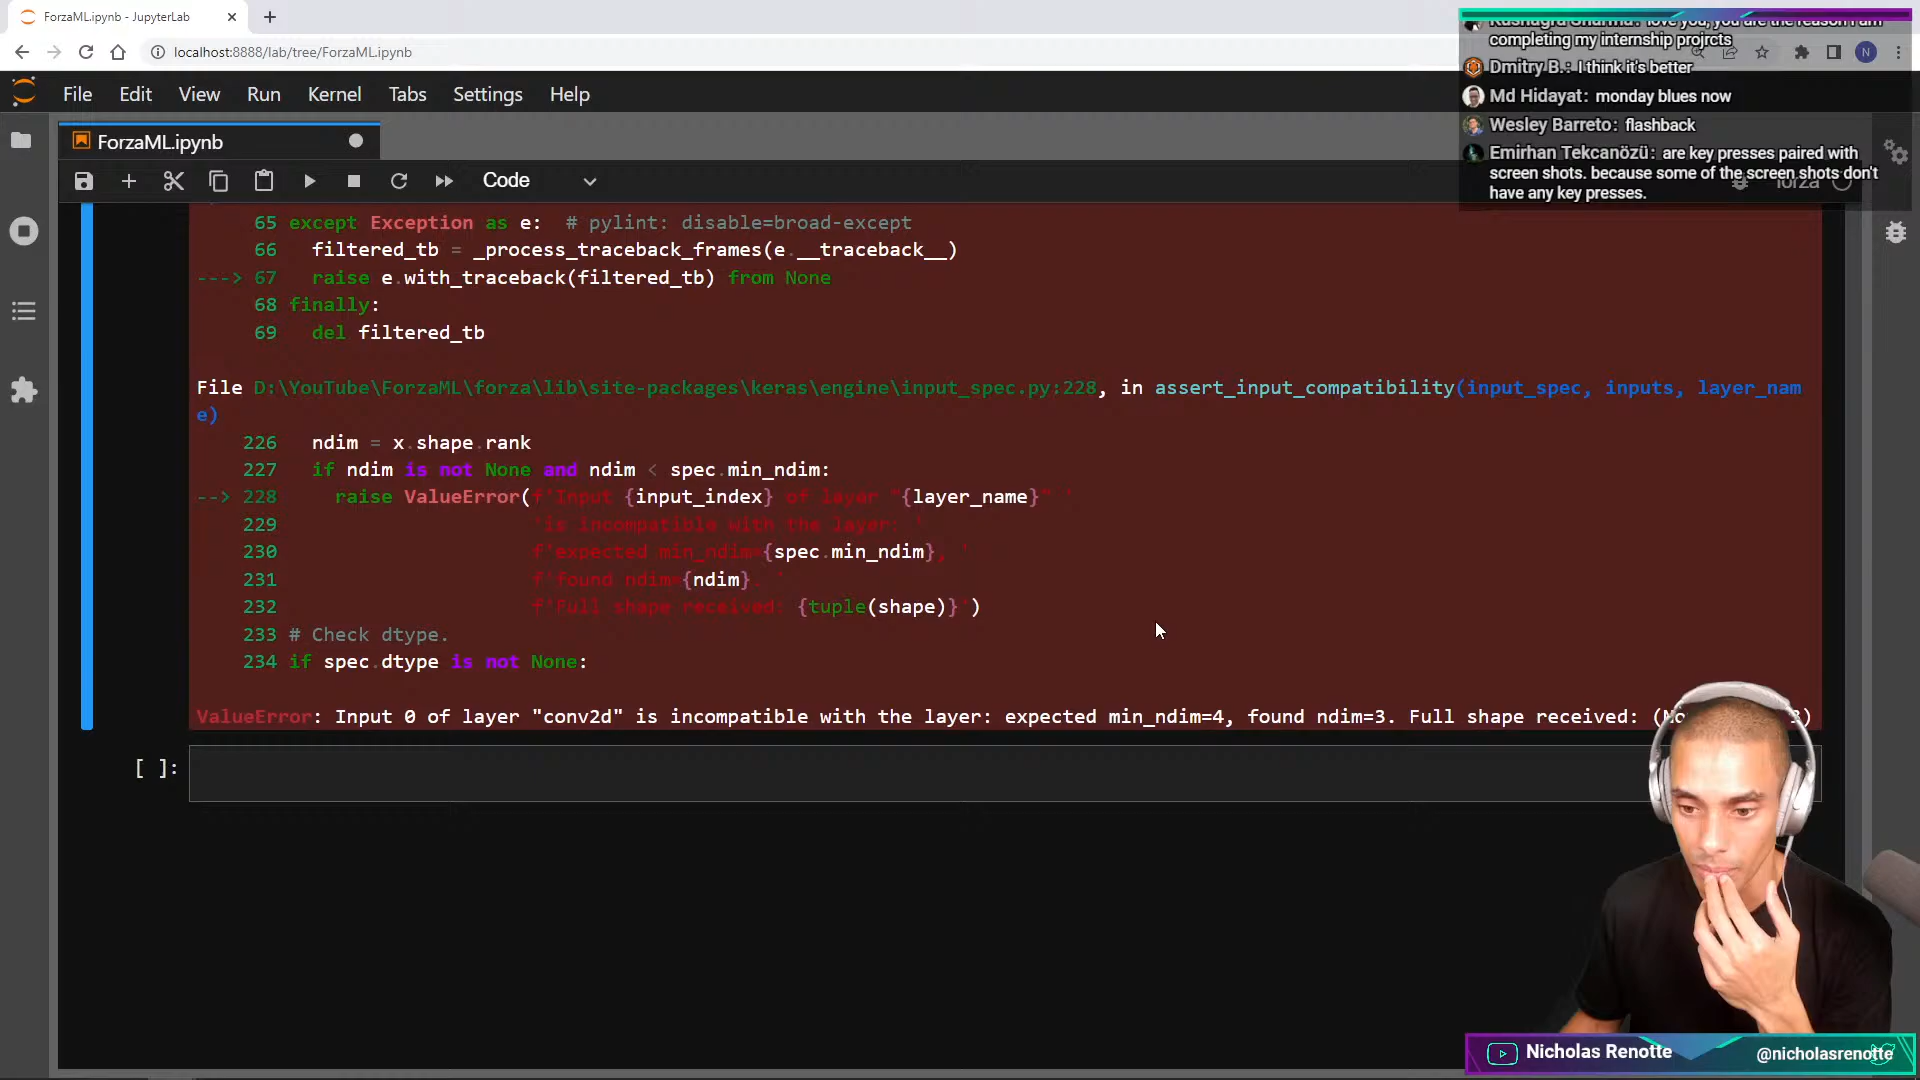 ForzaML.ipynb - JupyterLab
localhost:8888/lab/tree/ForzaML.ipynb
N
File Edit View Run Kernel Tabs Settings Help
ForzaML.ipynb
Code
forza
love you, you are the reason I am
completing my internship projrcts
Dmitry B.: I think it's better
Md Hidayat: monday blues now
Wesley Barreto: flashback
Emirhan Tekcanözü: are key presses paired with
screen shots. because some of the screen shots don't
have any key presses.
65 except Exception as e:  # pylint: disable=broad-except
66   filtered_tb = _process_traceback_frames(e.__traceback__)
---> 67   raise e.with_traceback(filtered_tb) from None
68 finally:
69   del filtered_tb
File D:\YouTube\ForzaML\forza\lib\site-packages\keras\engine\input_spec.py:228, in assert_input_compatibility(input_spec, inputs, layer_nam
e)
226   ndim = x.shape.rank
227   if ndim is not None and ndim < spec.min_ndim:
--> 228     raise ValueError(f'Input {input_index} of layer "{layer_name}" '
229                      'is incompatible with the layer: '
230                      f'expected min_ndim={spec.min_ndim}, '
231                      f'found ndim={ndim}. '
232                      f'Full shape received: {tuple(shape)}')
233 # Check dtype.
234 if spec.dtype is not None:
ValueError: Input 0 of layer "conv2d" is incompatible with the layer: expected min_ndim=4, found ndim=3. Full shape received: (
[ ]:
Nicholas Renotte
@nicholasrenotte